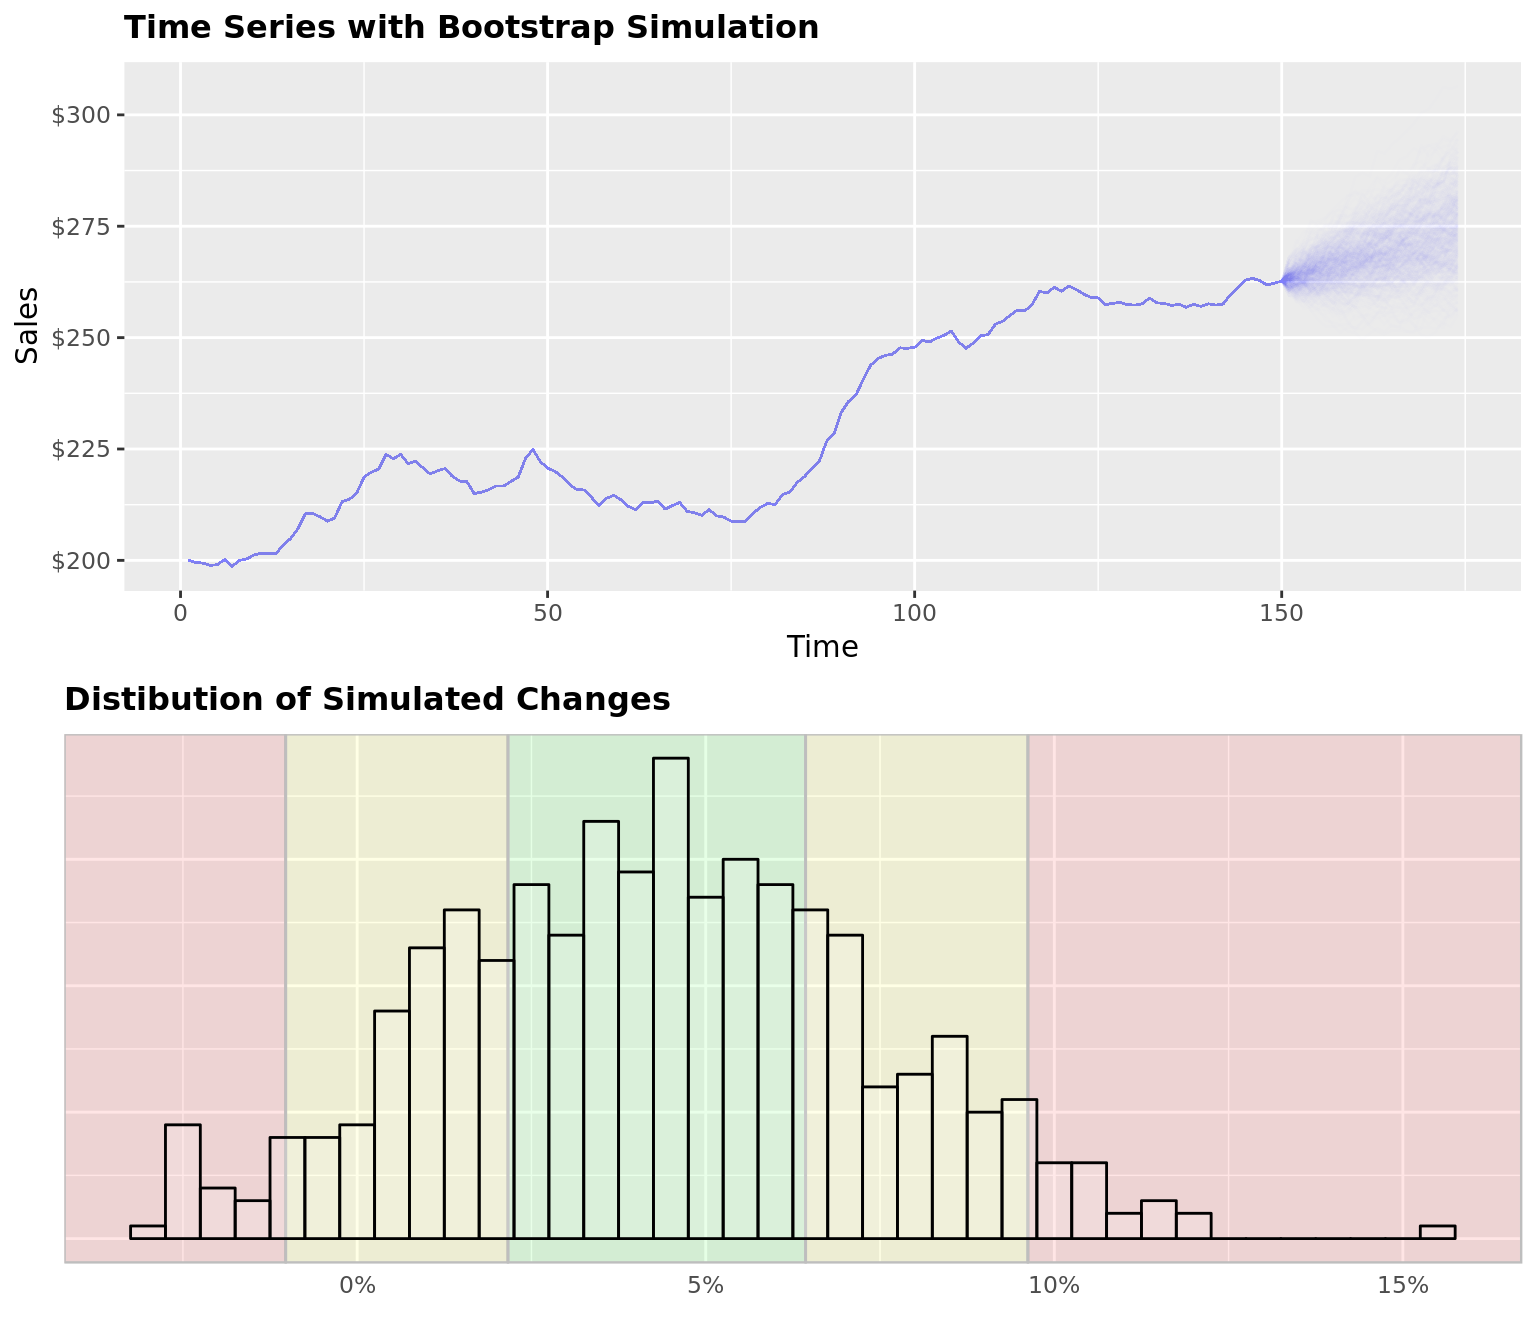 Time Series with Bootstrap Simulation
$300
$275
$250
$225
$200
Sales
0 50 100 150
Time
Distibution of Simulated Changes
0% 5% 10% 15%